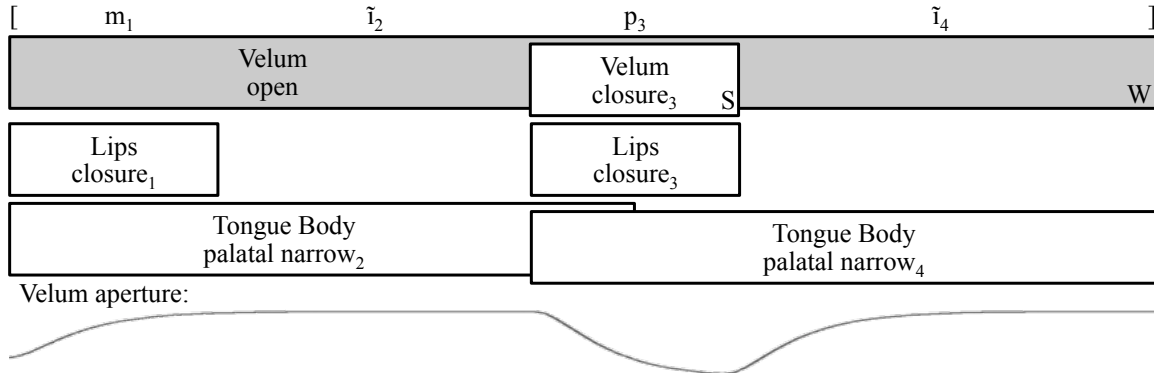 [ m₁ ĩ₂ p₃ ĩ₄ ]
Velum
open
Velum
closure₃ S
W
Lips
closure₁
Lips
closure₃
Tongue Body
palatal narrow₂
Tongue Body
palatal narrow₄
Velum aperture: